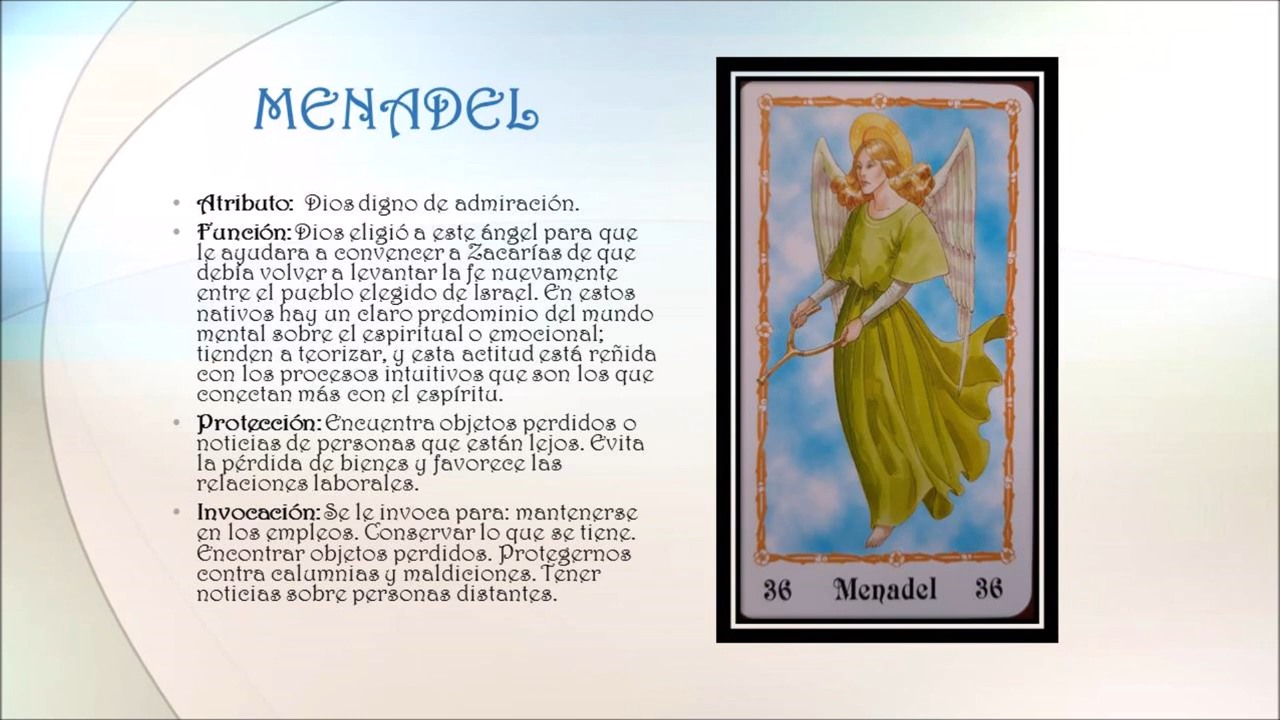 MENADEL
• Atributo: Dios digno de admiración.
• Función: Dios eligió a este ángel para que
le ayudara a convencer a Zacarías de que
debía volver a levantar la fe nuevamente
entre el pueblo elegido de Israel. En estos
nativos hay un claro predominio del mundo
mental sobre el espiritual o emocional;
tienden a teorizar, y esta actitud está reñida
con los procesos intuitivos que son los que
conectan más con el espíritu.
• Protección: Encuentra objetos perdidos o
noticias de personas que están lejos. Evita
la pérdida de bienes y favorece las
relaciones laborales.
• Invocación: Se le invoca para: mantenerse
en los empleos. Conservar lo que se tiene.
Encontrar objetos perdidos. Protegernos
contra calumnias y maldiciones. Tener
noticias sobre personas distantes.
36 Menadel 36